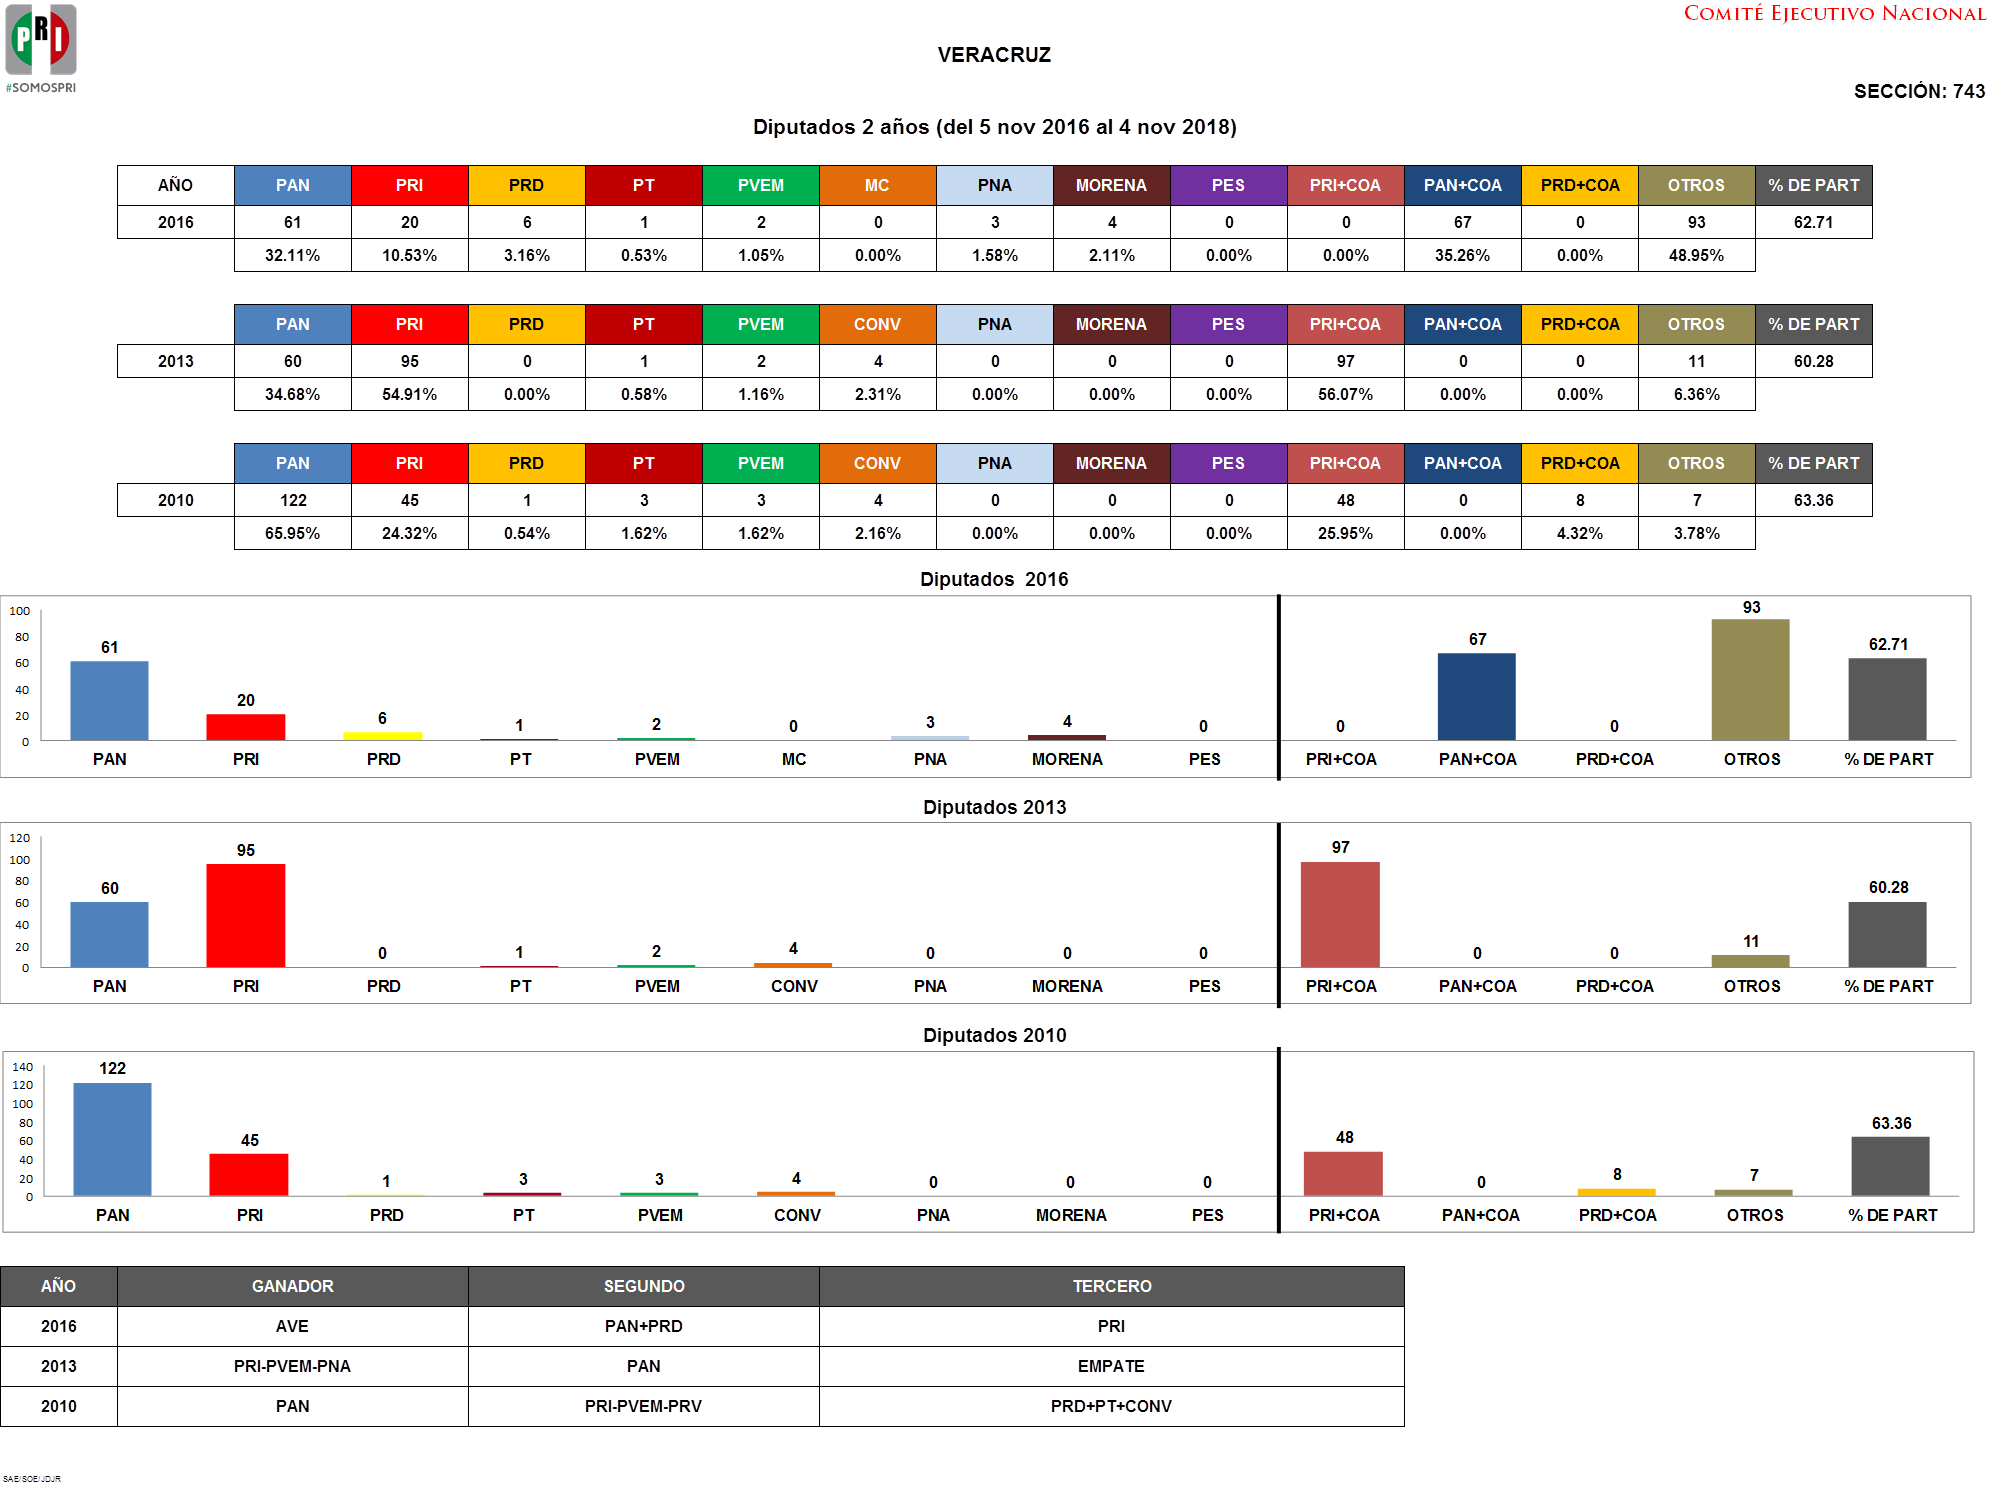 COMITÉ EJECUTIVO NACIONAL
PRI
#SOMOSPRI
VERACRUZ
SECCIÓN: 743
Diputados 2 años (del 5 nov 2016 al 4 nov 2018)
AÑO PAN PRI PRD PT PVEM MC PNA MORENA PES PRI+COA PAN+COA PRD+COA OTROS % DE PART
2016 61 20 6 1 2 0 3 4 0 0 67 0 93 62.71
32.11% 10.53% 3.16% 0.53% 1.05% 0.00% 1.58% 2.11% 0.00% 0.00% 35.26% 0.00% 48.95%
PAN PRI PRD PT PVEM CONV PNA MORENA PES PRI+COA PAN+COA PRD+COA OTROS % DE PART
2013 60 95 0 1 2 4 0 0 0 97 0 0 11 60.28
34.68% 54.91% 0.00% 0.58% 1.16% 2.31% 0.00% 0.00% 0.00% 56.07% 0.00% 0.00% 6.36%
PAN PRI PRD PT PVEM CONV PNA MORENA PES PRI+COA PAN+COA PRD+COA OTROS % DE PART
2010 122 45 1 3 3 4 0 0 0 48 0 8 7 63.36
65.95% 24.32% 0.54% 1.62% 1.62% 2.16% 0.00% 0.00% 0.00% 25.95% 0.00% 4.32% 3.78%
Diputados 2016
100
80
60
40
20
0
61 20 6 1 2 0 3 4 0 0 67 0 93 62.71
PAN PRI PRD PT PVEM MC PNA MORENA PES PRI+COA PAN+COA PRD+COA OTROS % DE PART
Diputados 2013
120
100
80
60
40
20
0
60 95 0 1 2 4 0 0 0 97 0 0 11 60.28
PAN PRI PRD PT PVEM CONV PNA MORENA PES PRI+COA PAN+COA PRD+COA OTROS % DE PART
Diputados 2010
140
120
100
80
60
40
20
0
122 45 1 3 3 4 0 0 0 48 0 8 7 63.36
PAN PRI PRD PT PVEM CONV PNA MORENA PES PRI+COA PAN+COA PRD+COA OTROS % DE PART
AÑO GANADOR SEGUNDO TERCERO
2016 AVE PAN+PRD PRI
2013 PRI-PVEM-PNA PAN EMPATE
2010 PAN PRI-PVEM-PRV PRD+PT+CONV
SAE/SOE/JDJR